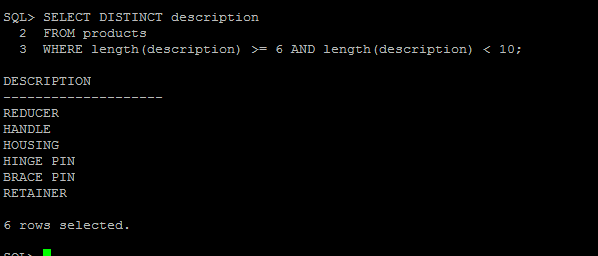 SQL> SELECT DISTINCT description
  2  FROM products
  3  WHERE length(description) >= 6 AND length(description) < 10;
DESCRIPTION
--------------------
REDUCER
HANDLE
HOUSING
HINGE PIN
BRACE PIN
RETAINER
6 rows selected.
SQL>